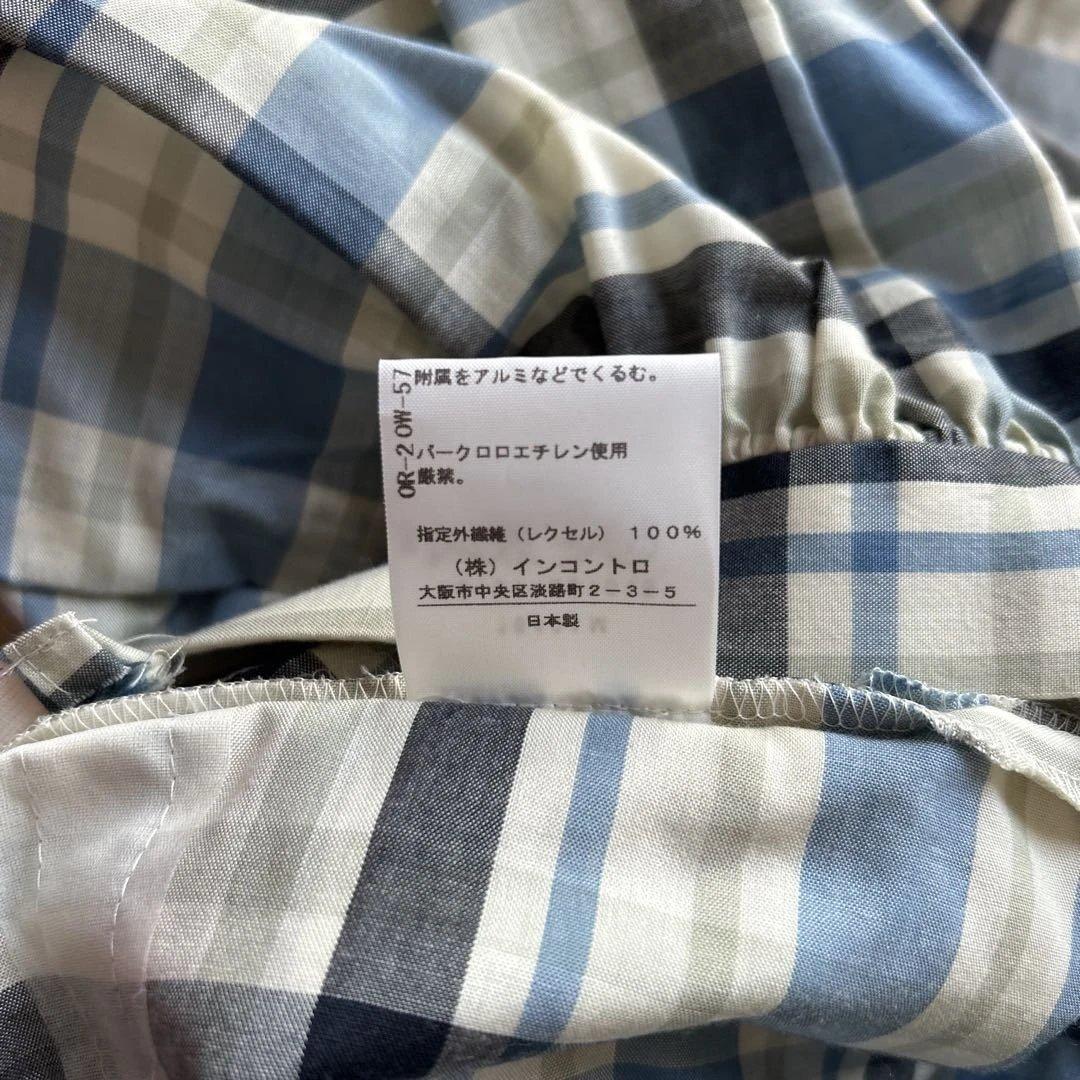 附属をアルミなどでくるむ。
OR-20W-57
パークロロエチレン使用
厳禁。
指定外繊維（レクセル） １００％
（株）インコントロ
大阪市中央区淡路町２－３－５
日本製